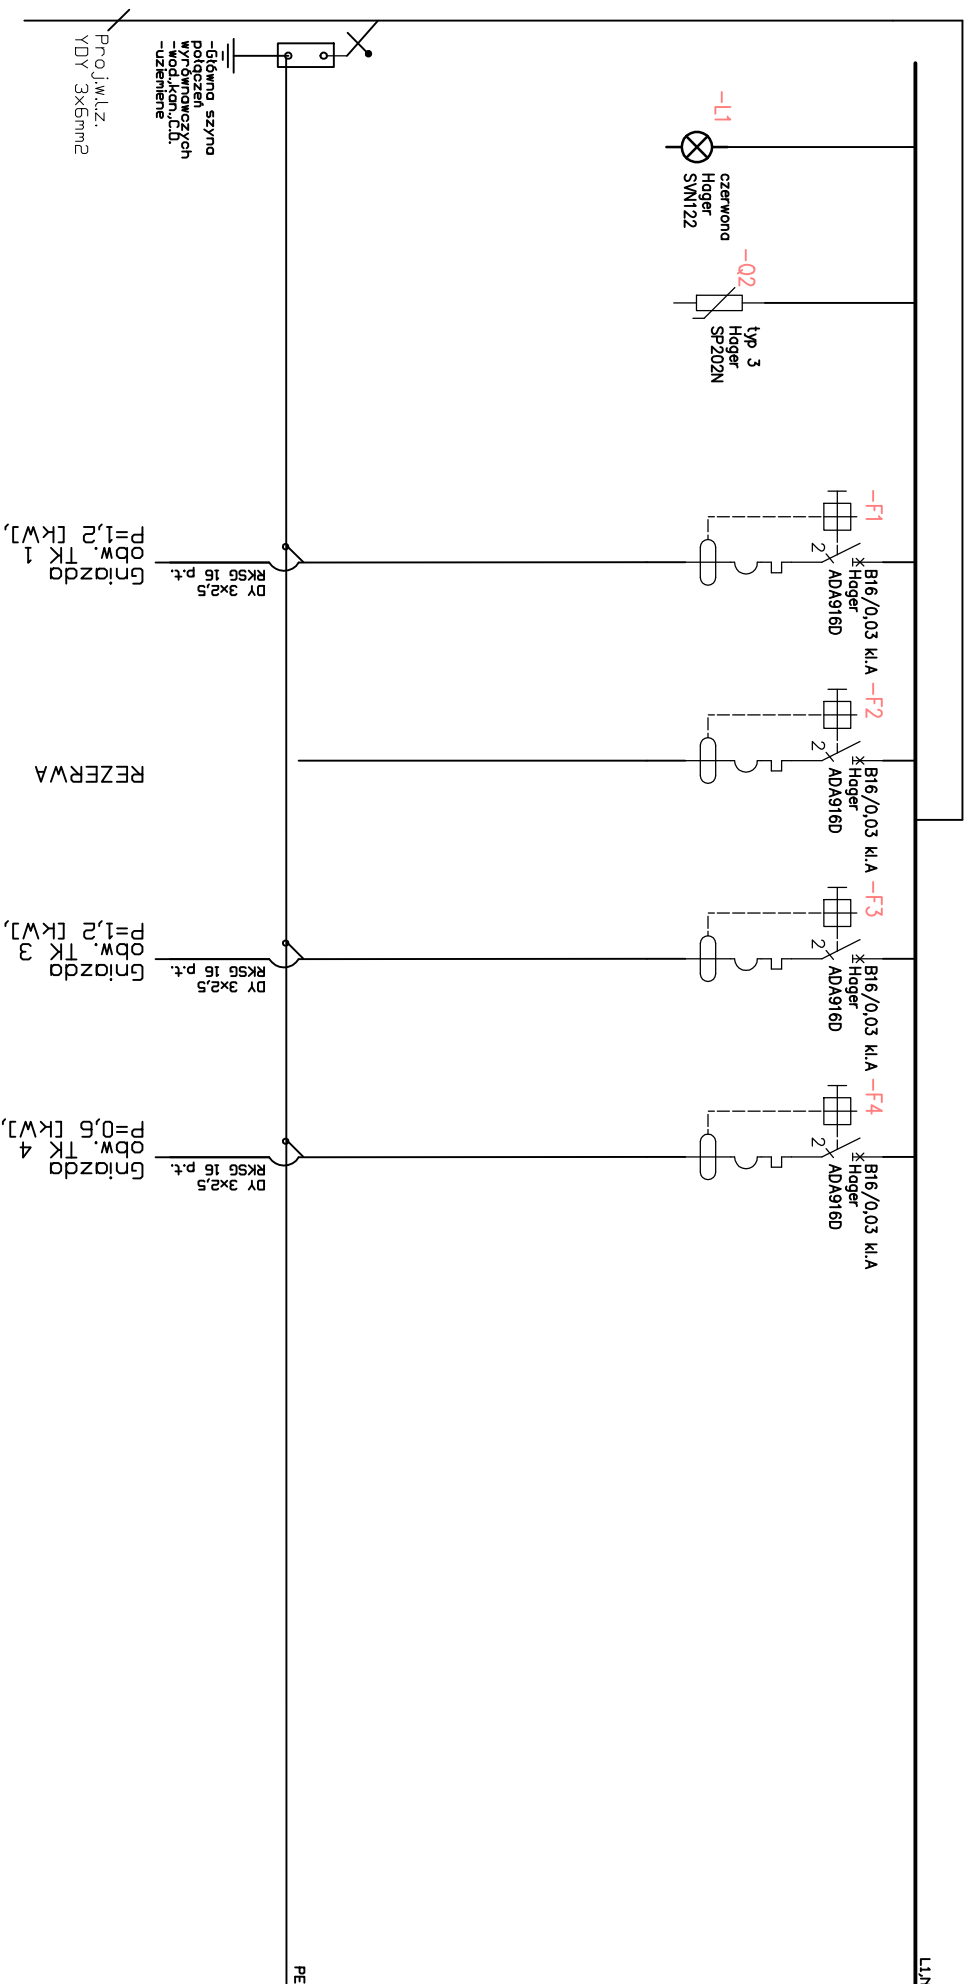 Proj.w.l.z.
YDY 3x6mm2
-Główna szyna
połączeń
wyrównawczych
-wod,kan,C.O.
-uziemiene
-L1
czerwona
Hager
SVN122
-Q2
typ 3
Hager
SP202N
-F1
B16/0,03 kl.A
Hager
ADA916D
2
DY 3x2,5
RKSG 16 p.t.
Gniazda
obw. TK 1
P=1,2 [kW],
-F2
B16/0,03 kl.A
Hager
ADA916D
2
REZERWA
-F3
B16/0,03 kl.A
Hager
ADA916D
2
DY 3x2,5
RKSG 16 p.t.
Gniazda
obw. TK 3
P=1,2 [kW],
-F4
B16/0,03 kl.A
Hager
ADA916D
2
DY 3x2,5
RKSG 16 p.t.
Gniazda
obw. TK 4
P=0,6 [kW],
PE